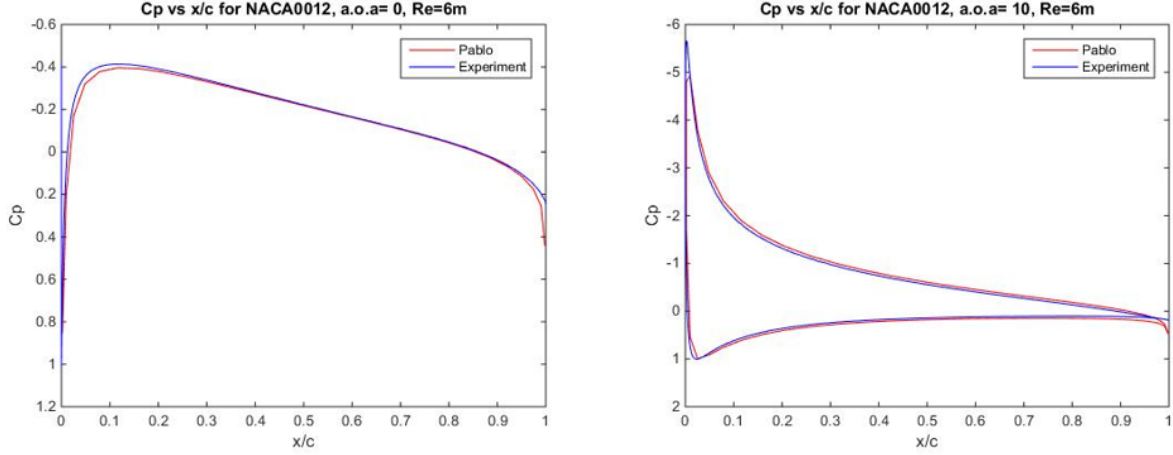 Cp vs x/c for NACA0012, a.o.a= 0, Re=6m
-0.6
-0.4
-0.2
0
0.2
0.4
0.6
0.8
1
1.2
Cp
Pablo
Experiment
0 0.1 0.2 0.3 0.4 0.5 0.6 0.7 0.8 0.9 1
x/c
Cp vs x/c for NACA0012, a.o.a= 10, Re=6m
-6
-5
-4
-3
-2
-1
0
1
2
Cp
Pablo
Experiment
0 0.1 0.2 0.3 0.4 0.5 0.6 0.7 0.8 0.9 1
x/c